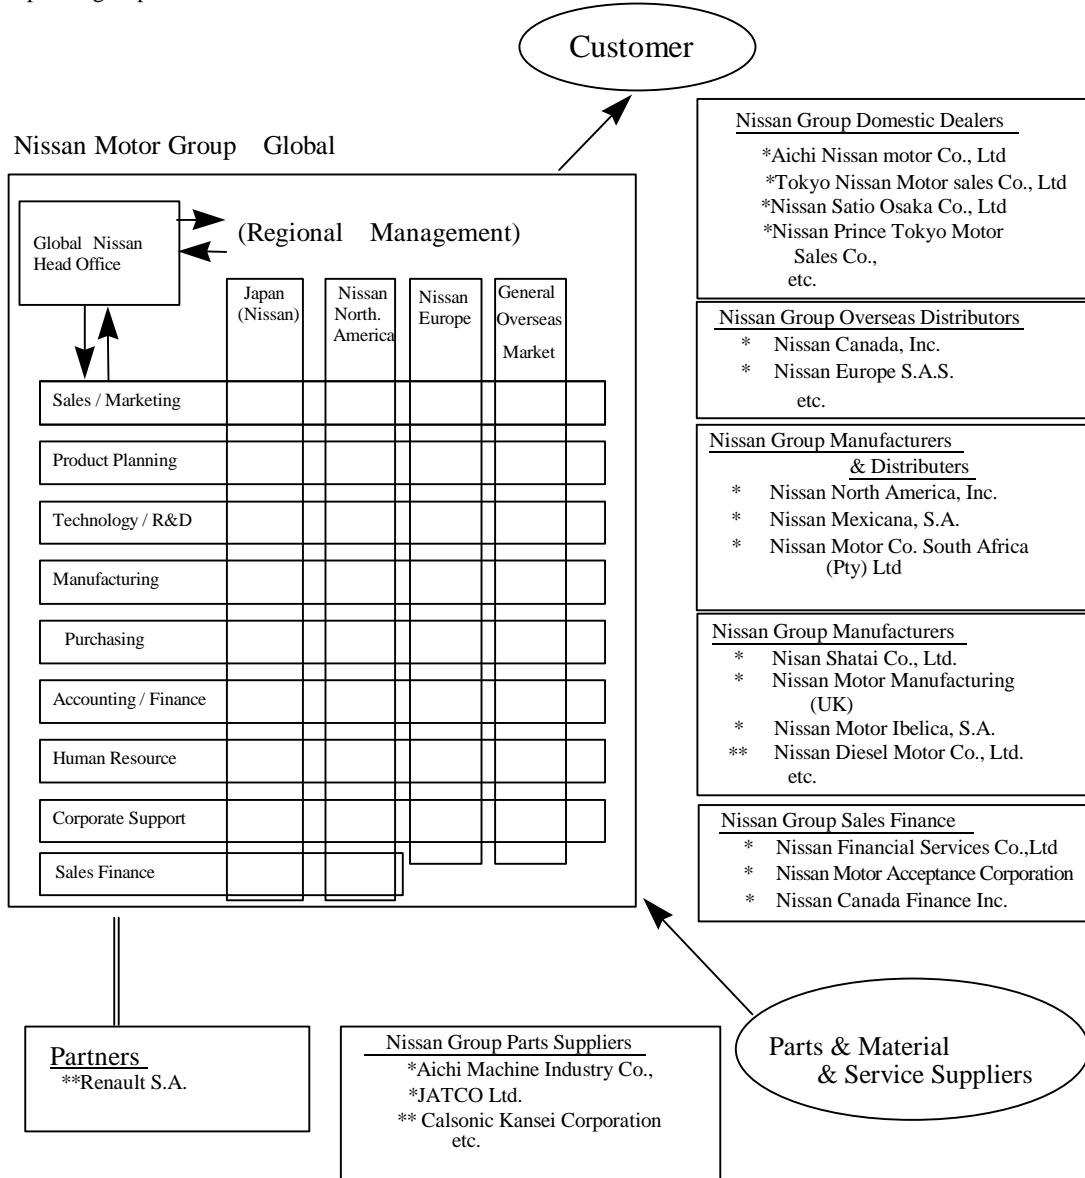 Customer
Nissan Motor Group Global
Global Nissan
Head Office
(Regional Management)
Japan
(Nissan)
Nissan
North.
America
Nissan
Europe
General
Overseas
Market
Sales / Marketing
Product Planning
Technology / R&D
Manufacturing
Purchasing
Accounting / Finance
Human Resource
Corporate Support
Sales Finance
Nissan Group Domestic Dealers
*Aichi Nissan motor Co., Ltd
*Tokyo Nissan Motor sales Co., Ltd
*Nissan Satio Osaka Co., Ltd
*Nissan Prince Tokyo Motor
Sales Co.,
etc.
Nissan Group Overseas Distributors
* Nissan Canada, Inc.
* Nissan Europe S.A.S.
etc.
Nissan Group Manufacturers
& Distributers
* Nissan North America, Inc.
* Nissan Mexicana, S.A.
* Nissan Motor Co. South Africa
(Pty) Ltd
Nissan Group Manufacturers
* Nisan Shatai Co., Ltd.
* Nissan Motor Manufacturing
(UK)
* Nissan Motor Ibelica, S.A.
** Nissan Diesel Motor Co., Ltd.
etc.
Nissan Group Sales Finance
* Nissan Financial Services Co.,Ltd
* Nissan Motor Acceptance Corporation
* Nissan Canada Finance Inc.
Partners
**Renault S.A.
Nissan Group Parts Suppliers
*Aichi Machine Industry Co.,
*JATCO Ltd.
** Calsonic Kansei Corporation
etc.
Parts & Material
& Service Suppliers